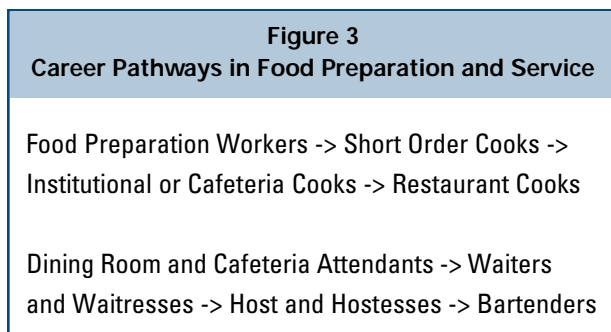 Figure 3
Career Pathways in Food Preparation and Service
Food Preparation Workers -> Short Order Cooks ->
Institutional or Cafeteria Cooks -> Restaurant Cooks
Dining Room and Cafeteria Attendants -> Waiters
and Waitresses -> Host and Hostesses -> Bartenders